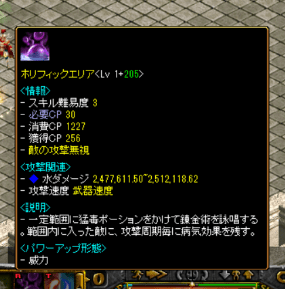 ホリフィックエリア<Lv 1+205>
<情報>
- スキル難易度 3
- 必要CP 30
- 消費CP 1227
- 獲得CP 256
- 敵の攻撃無視
<攻撃関連>
- 水ダメージ 2,477,611.50~2,512,118.62
- 攻撃速度 武器速度
<説明>
- 一定範囲に猛毒ポーションをかけて錬金術を詠唱する
。範囲内に入った敵に、攻撃周期毎に病気効果を残す。
<パワーアップ形態>
- 威力